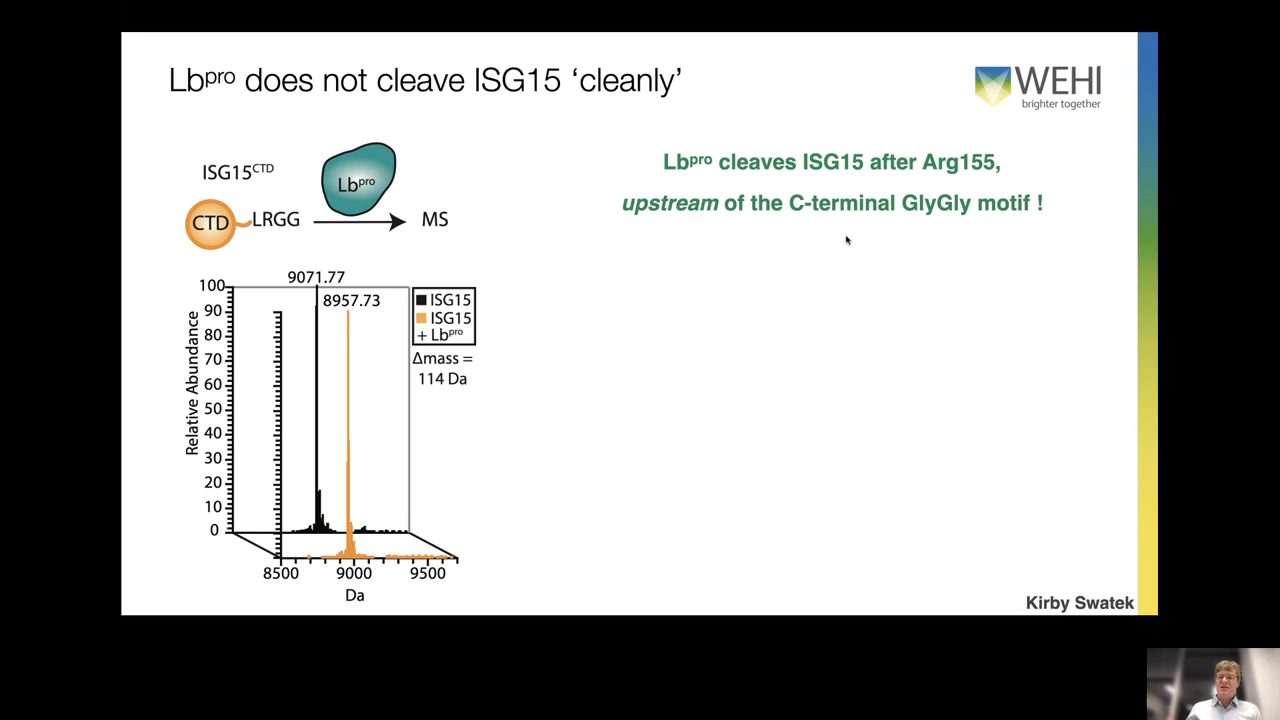 Lbpro does not cleave ISG15 ‘cleanly’
WEHI
brighter together
ISG15CTD
Lbpro
CTD
LRGG
MS
Lbpro cleaves ISG15 after Arg155,
upstream of the C-terminal GlyGly motif !
9071.77
8957.73
100
90
80
70
60
50
40
30
20
10
0
Relative Abundance
ISG15
ISG15
+ Lbpro
Δmass =
114 Da
8500
9000
9500
Da
Kirby Swatek